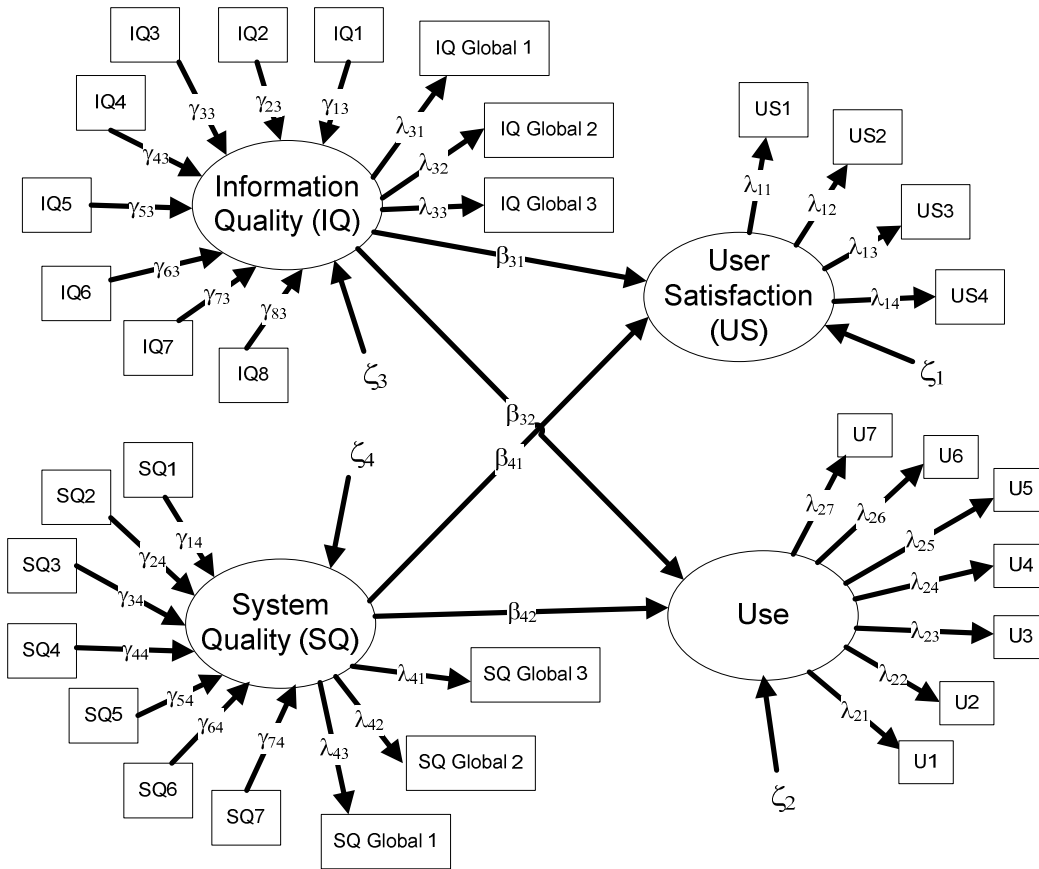 IQ3
IQ2
IQ1
IQ Global 1
IQ4
γ33
γ23
γ13
λ31
US1
IQ Global 2
US2
γ43
λ32
Information
Quality (IQ)
IQ5
γ53
λ33
IQ Global 3
λ11
λ12
US3
λ13
β31
User
Satisfaction
(US)
IQ6
γ63
γ73
γ83
λ14
US4
IQ7
IQ8
ζ3
ζ1
β32
SQ1
ζ4
β41
U7
U6
SQ2
γ14
λ27
λ26
U5
SQ3
γ24
λ25
γ34
λ24
U4
System
Quality (SQ)
β42
Use
λ23
U3
SQ4
γ44
SQ Global 3
λ41
λ22
U2
SQ5
γ54
γ64
γ74
λ43
λ42
λ21
SQ Global 2
U1
SQ6
SQ7
ζ2
SQ Global 1